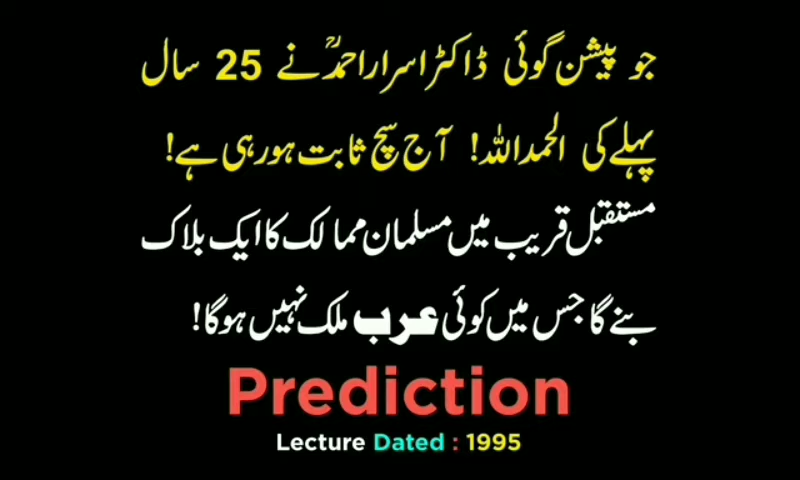 جو پیشن گوئی ڈاکٹر اسرار احمدؒ نے 25 سال
پہلے کی الحمداللہ! آج سچ ثابت ہورہی ہے!
مستقبل قریب میں مسلمان ممالک کا ایک بلاک
بنے گا جس میں کوئی عرب ملک نہیں ہوگا!
Prediction
Lecture Dated : 1995